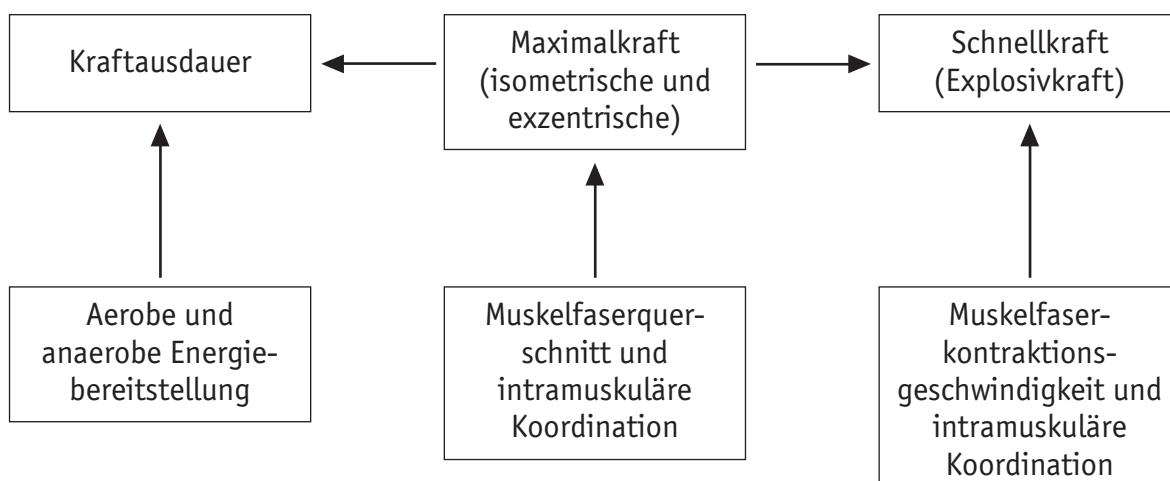 Kraftausdauer
Maximalkraft
(isometrische und
exzentrische)
Schnellkraft
(Explosivkraft)
Aerobe und
anaerobe Energie-
bereitstellung
Muskelfaserquer-
schnitt und
intramuskuläre
Koordination
Muskelfaser-
kontraktions-
geschwindigkeit und
intramuskuläre
Koordination